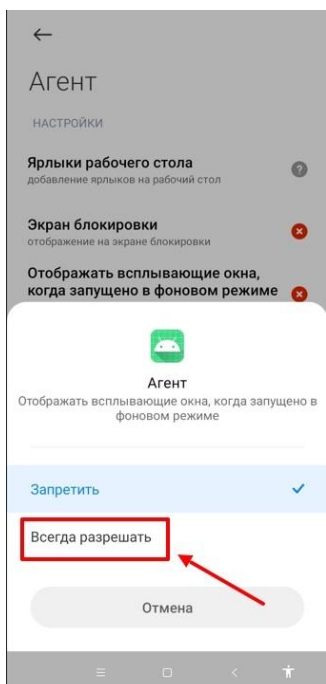 Агент
НАСТРОЙКИ
Ярлыки рабочего стола
добавление ярлыков на рабочий стол
Экран блокировки
отображение на экране блокировки
Отображать всплывающие окна,
когда запущено в фоновом режиме
Агент
Отображать всплывающие окна, когда запущено в
фоновом режиме
Запретить
Всегда разрешать
Отмена